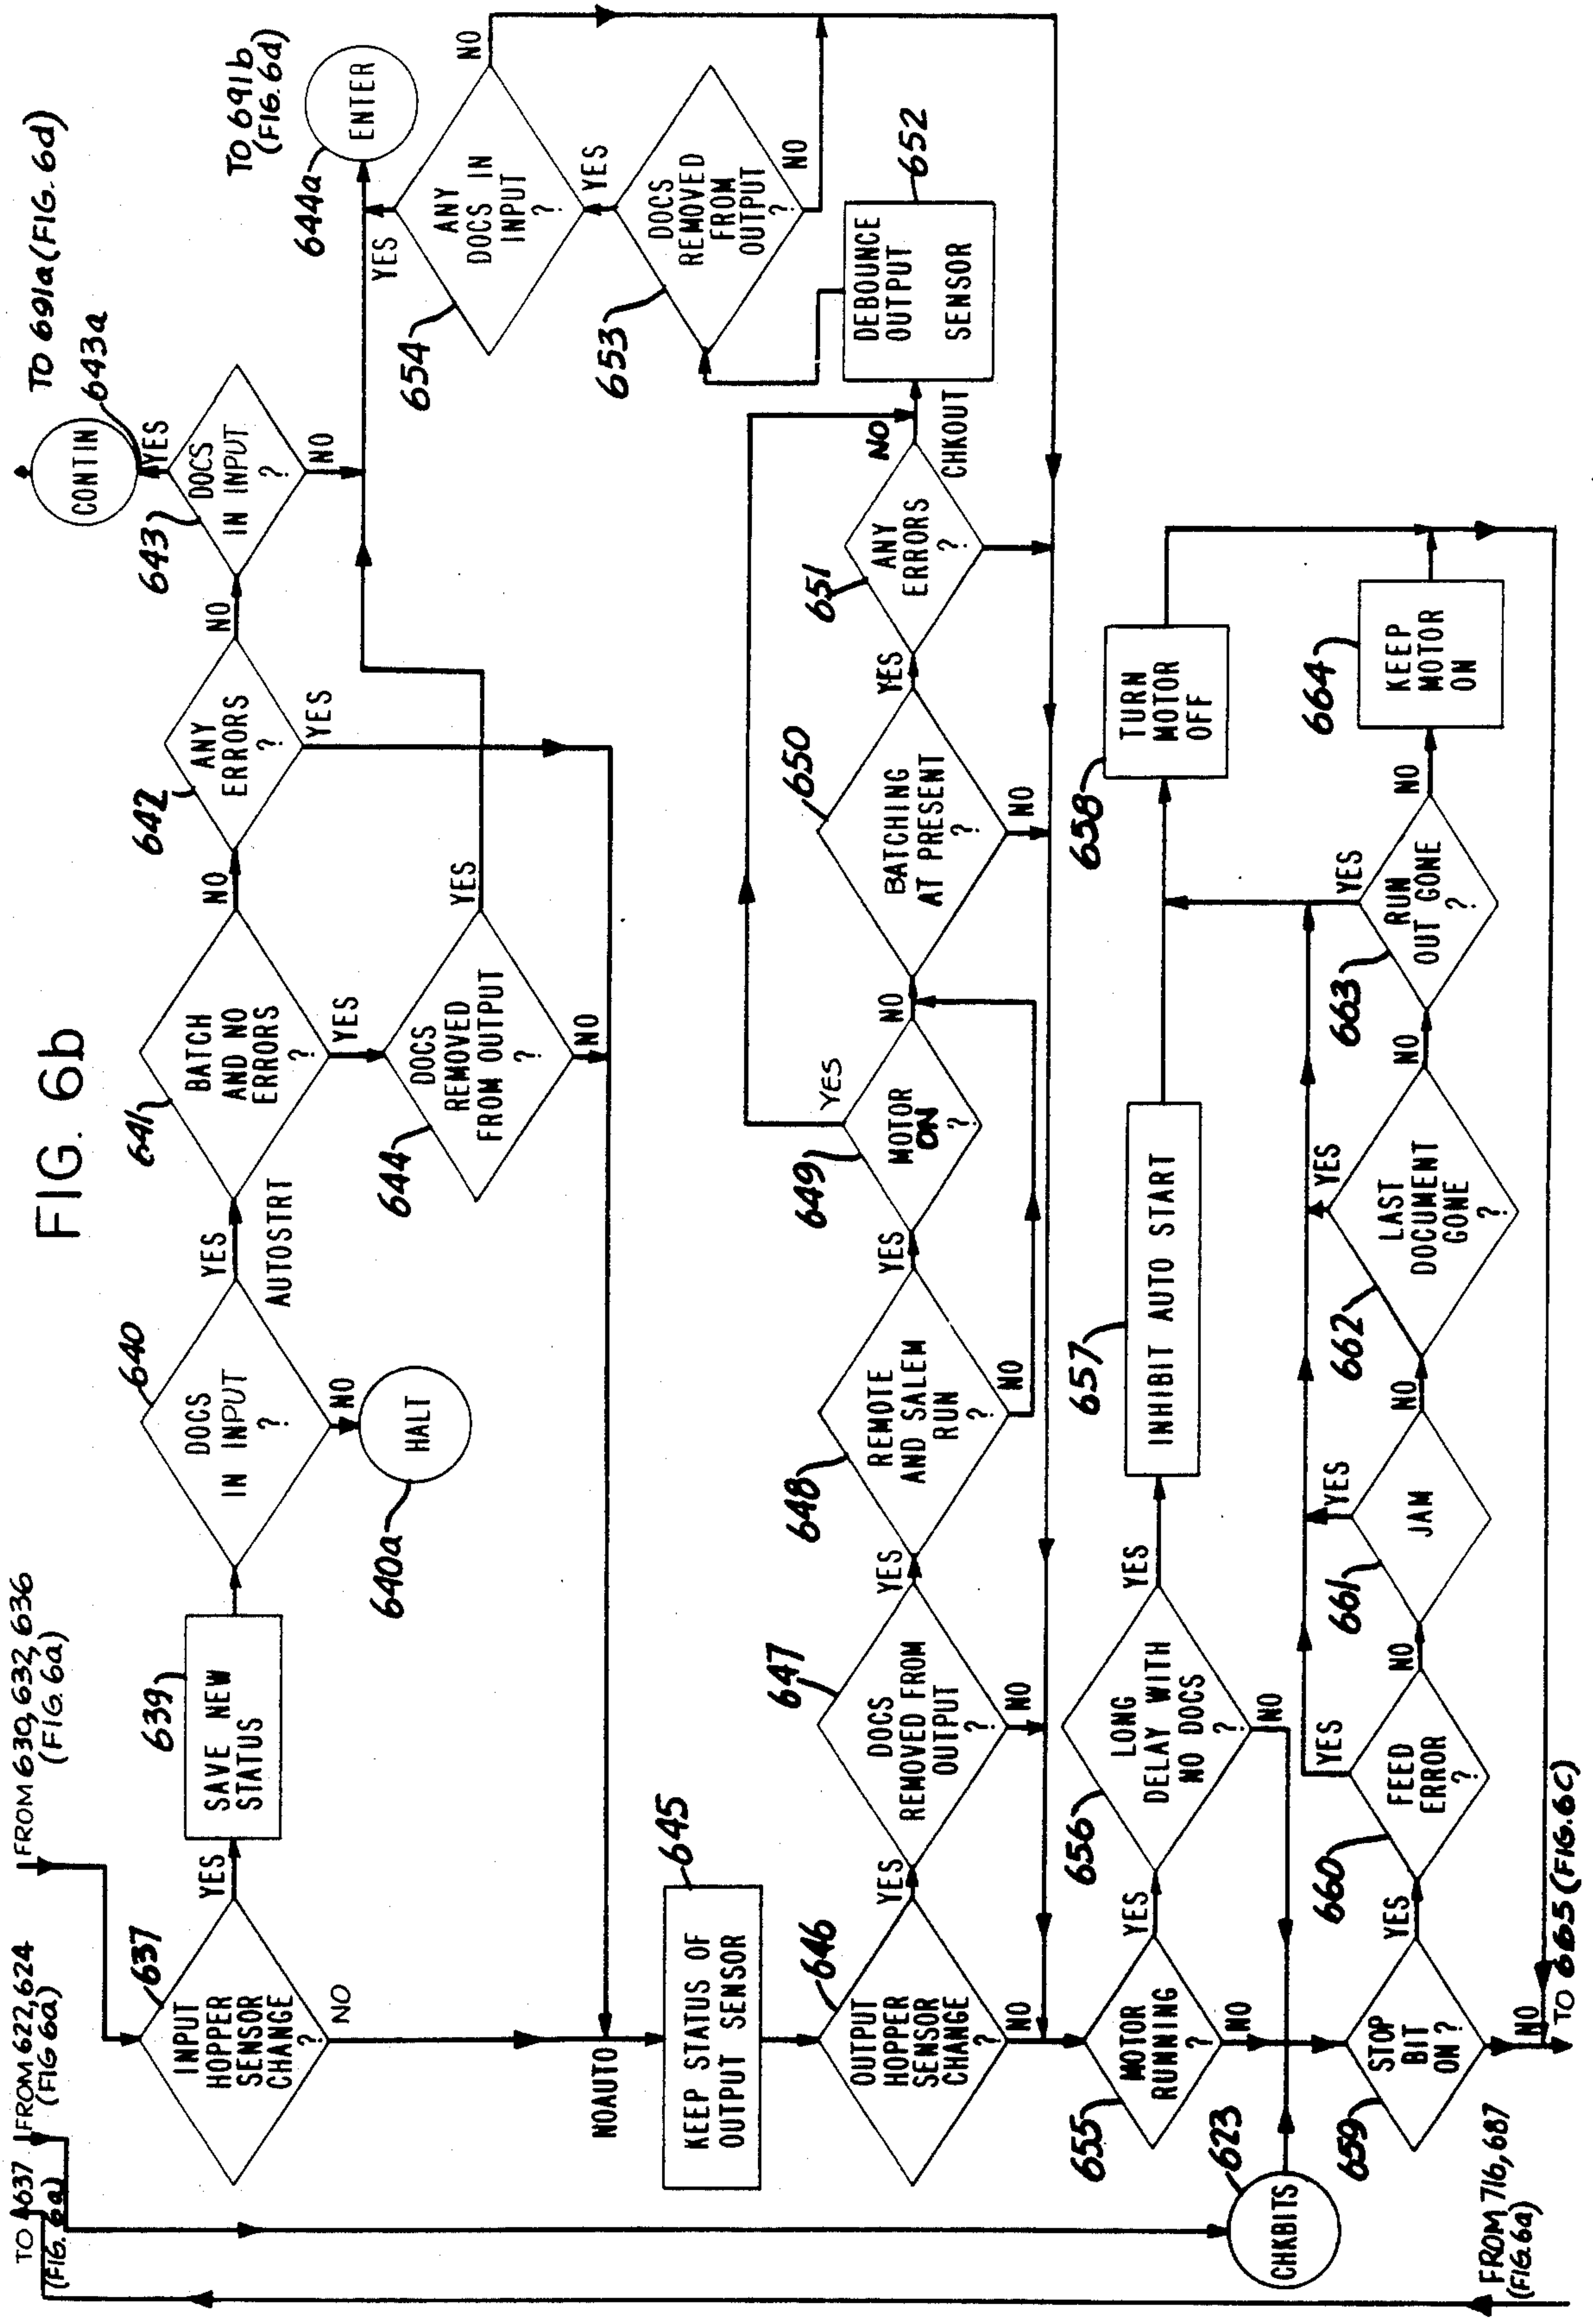 FIG. 6b
TO 637
(FIG. 6a)
FROM 622, 624
(FIG 6a)
FROM 630, 632, 636
(FIG. 6a)
637
INPUT
HOPPER
SENSOR
CHANGE
?
YES
NO
639
SAVE NEW
STATUS
640
DOCS
IN INPUT
?
YES
AUTOSTRT
NO
HALT
640a
641
BATCH
AND NO
ERRORS
?
NO
YES
642
ANY
ERRORS
?
NO
YES
643
DOCS
IN INPUT
?
YES
NO
CONTIN
643a
TO 691a (FIG. 6d)
644
DOCS
REMOVED
FROM OUTPUT
?
YES
NO
644a
ENTER
TO 691b
(FIG. 6d)
NOAUTO
645
KEEP STATUS OF
OUTPUT SENSOR
646
OUTPUT
HOPPER
SENSOR
CHANGE
?
YES
NO
647
DOCS
REMOVED FROM
OUTPUT
?
YES
NO
648
REMOTE
AND SALEM
RUN
?
YES
NO
649
MOTOR
ON
?
YES
NO
650
BATCHING
AT PRESENT
?
YES
NO
651
ANY
ERRORS
?
NO
CHKOUT
652
DEBOUNCE
OUTPUT
SENSOR
653
DOCS
REMOVED
FROM
OUTPUT
?
YES
NO
654
ANY
DOCS IN
INPUT
?
YES
NO
655
MOTOR
RUNNING
?
YES
NO
656
LONG
DELAY WITH
NO DOCS
?
YES
NO
657
INHIBIT AUTO START
658
TURN
MOTOR
OFF
623
CHKBITS
659
STOP
BIT
ON?
YES
NO
660
FEED
ERROR
?
YES
NO
661
JAM
YES
NO
662
LAST
DOCUMENT
GONE
?
YES
NO
663
RUN
OUT GONE
?
YES
NO
664
KEEP
MOTOR
ON
FROM 716, 687
(FIG. 6a)
TO 665 (FIG. 6C)